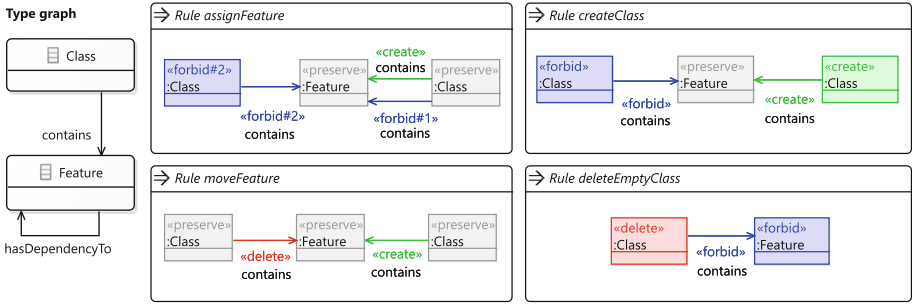 Type graph
Class
contains
Feature
hasDependencyTo
Rule assignFeature
«forbid#2»
:Class
«forbid#2»
contains
«preserve»
:Feature
«create»
contains
«forbid#1»
contains
«preserve»
:Class
Rule createClass
«forbid»
:Class
«forbid»
contains
«preserve»
:Feature
«create»
contains
«create»
:Class
Rule moveFeature
«preserve»
:Class
«delete»
contains
«preserve»
:Feature
«create»
contains
«preserve»
:Class
Rule deleteEmptyClass
«delete»
:Class
«forbid»
contains
«forbid»
:Feature